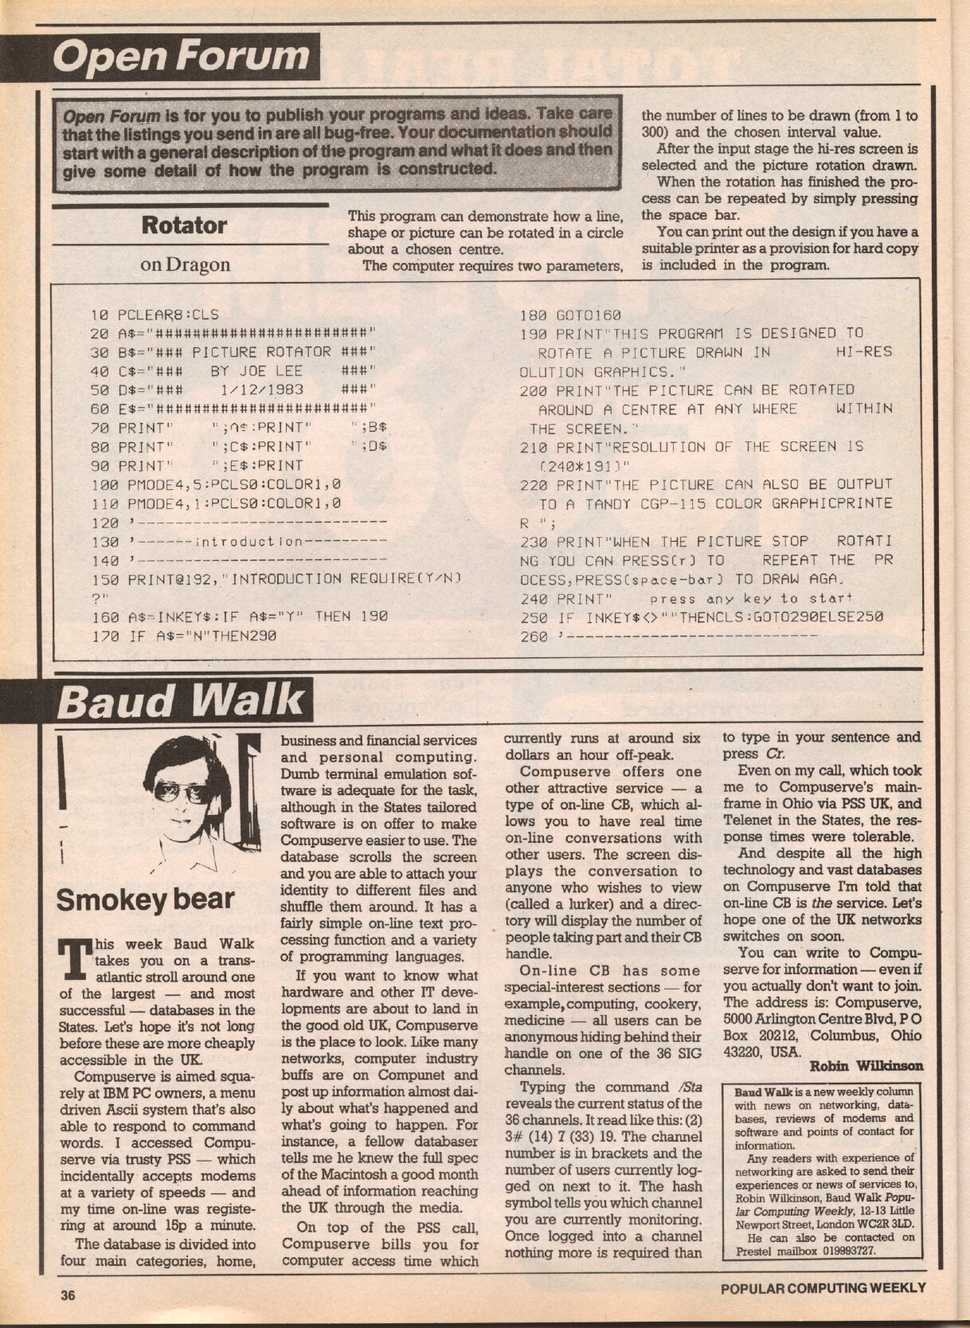 Open Forum
Open Forum is for you to publish your programs and ideas. Take care
that the listings you send in are all bug-free. Your documentation should
start with a general description of the program and what it does and then
give some detail of how the program is constructed.
Rotator
on Dragon
This program can demonstrate how a line,
shape or picture can be rotated in a circle
about a chosen centre.
The computer requires two parameters,
the number of lines to be drawn (from 1 to
300) and the chosen interval value.
After the input stage the hi-res screen is
selected and the picture rotation drawn.
When the rotation has finished the pro-
cess can be repeated by simply pressing
the space bar.
You can print out the design if you have a
suitable printer as a provision for hard copy
is included in the program.
10 PCLEAR8:CLS
20 A$="#######################"
30 B$="### PICTURE ROTATOR ###"
40 C$="###   BY JOE LEE    ###"
50 D$="###    1/12/1983    ###"
60 E$="#######################"
70 PRINT"    ";A$:PRINT"    ";B$
80 PRINT"    ";C$:PRINT"    ";D$
90 PRINT"    ";E$:PRINT
100 PMODE4,5:PCLS0:COLOR1,0
110 PMODE4,1:PCLS0:COLOR1,0
120 '---------------------------
130 '------introduction---------
140 '---------------------------
150 PRINT@192,"INTRODUCTION REQUIRE(Y/N)
?"
160 A$=INKEY$:IF A$="Y" THEN 190
170 IF A$="N"THEN290
180 GOTO160
190 PRINT"THIS PROGRAM IS DESIGNED TO
ROTATE A PICTURE DRAWN IN       HI-RES
OLUTION GRAPHICS."
200 PRINT"THE PICTURE CAN BE ROTATED
AROUND A CENTRE AT ANY WHERE    WITHIN
THE SCREEN."
210 PRINT"RESOLUTION OF THE SCREEN IS
(240*191)"
220 PRINT"THE PICTURE CAN ALSO BE OUTPUT
TO A TANDY CGP-115 COLOR GRAPHICPRINTE
R ";
230 PRINT"WHEN THE PICTURE STOP   ROTATI
NG YOU CAN PRESS(r) TO    REPEAT THE PR
OCESS,PRESS(space-bar) TO DRAW AGA.
240 PRINT"    press any key to start
250 IF INKEY$<>""THENCLS:GOTO290ELSE250
260 '---------------------------
Baud Walk
Smokey bear
This week Baud Walk
takes you on a trans-
atlantic stroll around one
of the largest — and most
successful — databases in the
States. Let's hope it's not long
before these are more cheaply
accessible in the UK.
Compuserve is aimed squa-
rely at IBM PC owners, a menu
driven Ascii system that's also
able to respond to command
words. I accessed Compu-
serve via trusty PSS — which
incidentally accepts modems
at a variety of speeds — and
my time on-line was registe-
ring at around 15p a minute.
The database is divided into
four main categories, home,
business and financial services
and personal computing.
Dumb terminal emulation sof-
tware is adequate for the task,
although in the States tailored
software is on offer to make
Compuserve easier to use. The
database scrolls the screen
and you are able to attach your
identity to different files and
shuffle them around. It has a
fairly simple on-line text pro-
cessing function and a variety
of programming languages.
If you want to know what
hardware and other IT deve-
lopments are about to land in
the good old UK, Compuserve
is the place to look. Like many
networks, computer industry
buffs are on Compunet and
post up information almost dai-
ly about what's happened and
what's going to happen. For
instance, a fellow databaser
tells me he knew the full spec
of the Macintosh a good month
ahead of information reaching
the UK through the media.
On top of the PSS call,
Compuserve bills you for
computer access time which
currently runs at around six
dollars an hour off-peak.
Compuserve offers one
other attractive service — a
type of on-line CB, which al-
lows you to have real time
on-line conversations with
other users. The screen dis-
plays the conversation to
anyone who wishes to view
(called a lurker) and a direc-
tory will display the number of
people taking part and their CB
handle.
On-line CB has some
special-interest sections — for
example, computing, cookery,
medicine — all users can be
anonymous hiding behind their
handle on one of the 36 SIG
channels.
Typing the command /Sta
reveals the current status of the
36 channels. It read like this: (2)
3# (14) 7 (33) 19. The channel
number is in brackets and the
number of users currently log-
ged on next to it. The hash
symbol tells you which channel
you are currently monitoring.
Once logged into a channel
nothing more is required than
to type in your sentence and
press Cr.
Even on my call, which took
me to Compuserve's main-
frame in Ohio via PSS UK, and
Telenet in the States, the res-
ponse times were tolerable.
And despite all the high
technology and vast databases
on Compuserve I'm told that
on-line CB is the service. Let's
hope one of the UK networks
switches on soon.
You can write to Compu-
serve for information — even if
you actually don't want to join.
The address is: Compuserve,
5000 Arlington Centre Blvd, P O
Box 20212, Columbus, Ohio
43220, USA.
Robin Wilkinson
Baud Walk is a new weekly column
with news on networking, data-
bases, reviews of modems and
software and points of contact for
information.
Any readers with experience of
networking are asked to send their
experiences or news of services to,
Robin Wilkinson, Baud Walk Popu-
lar Computing Weekly, 12-13 Little
Newport Street, London WC2R 3LD.
He can also be contacted on
Prestel mailbox 019993727.
36
POPULAR COMPUTING WEEKLY